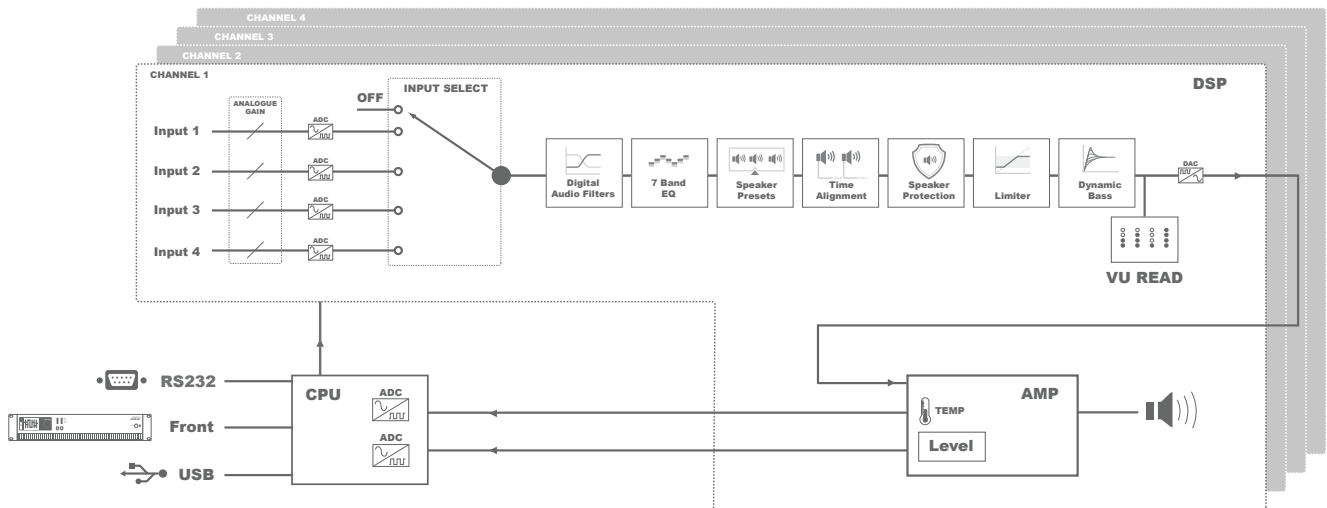 CHANNEL 4
CHANNEL 3
CHANNEL 2
CHANNEL 1
DSP
ANALOGUE
GAIN
INPUT SELECT
OFF
Input 1
ADC
Input 2
ADC
Input 3
ADC
Input 4
ADC
Digital
Audio Filters
7 Band
EQ
Speaker
Presets
Time
Alignment
Speaker
Protection
Limiter
Dynamic
Bass
DAC
VU READ
RS232
Front
USB
CPU
ADC
ADC
AMP
TEMP
Level